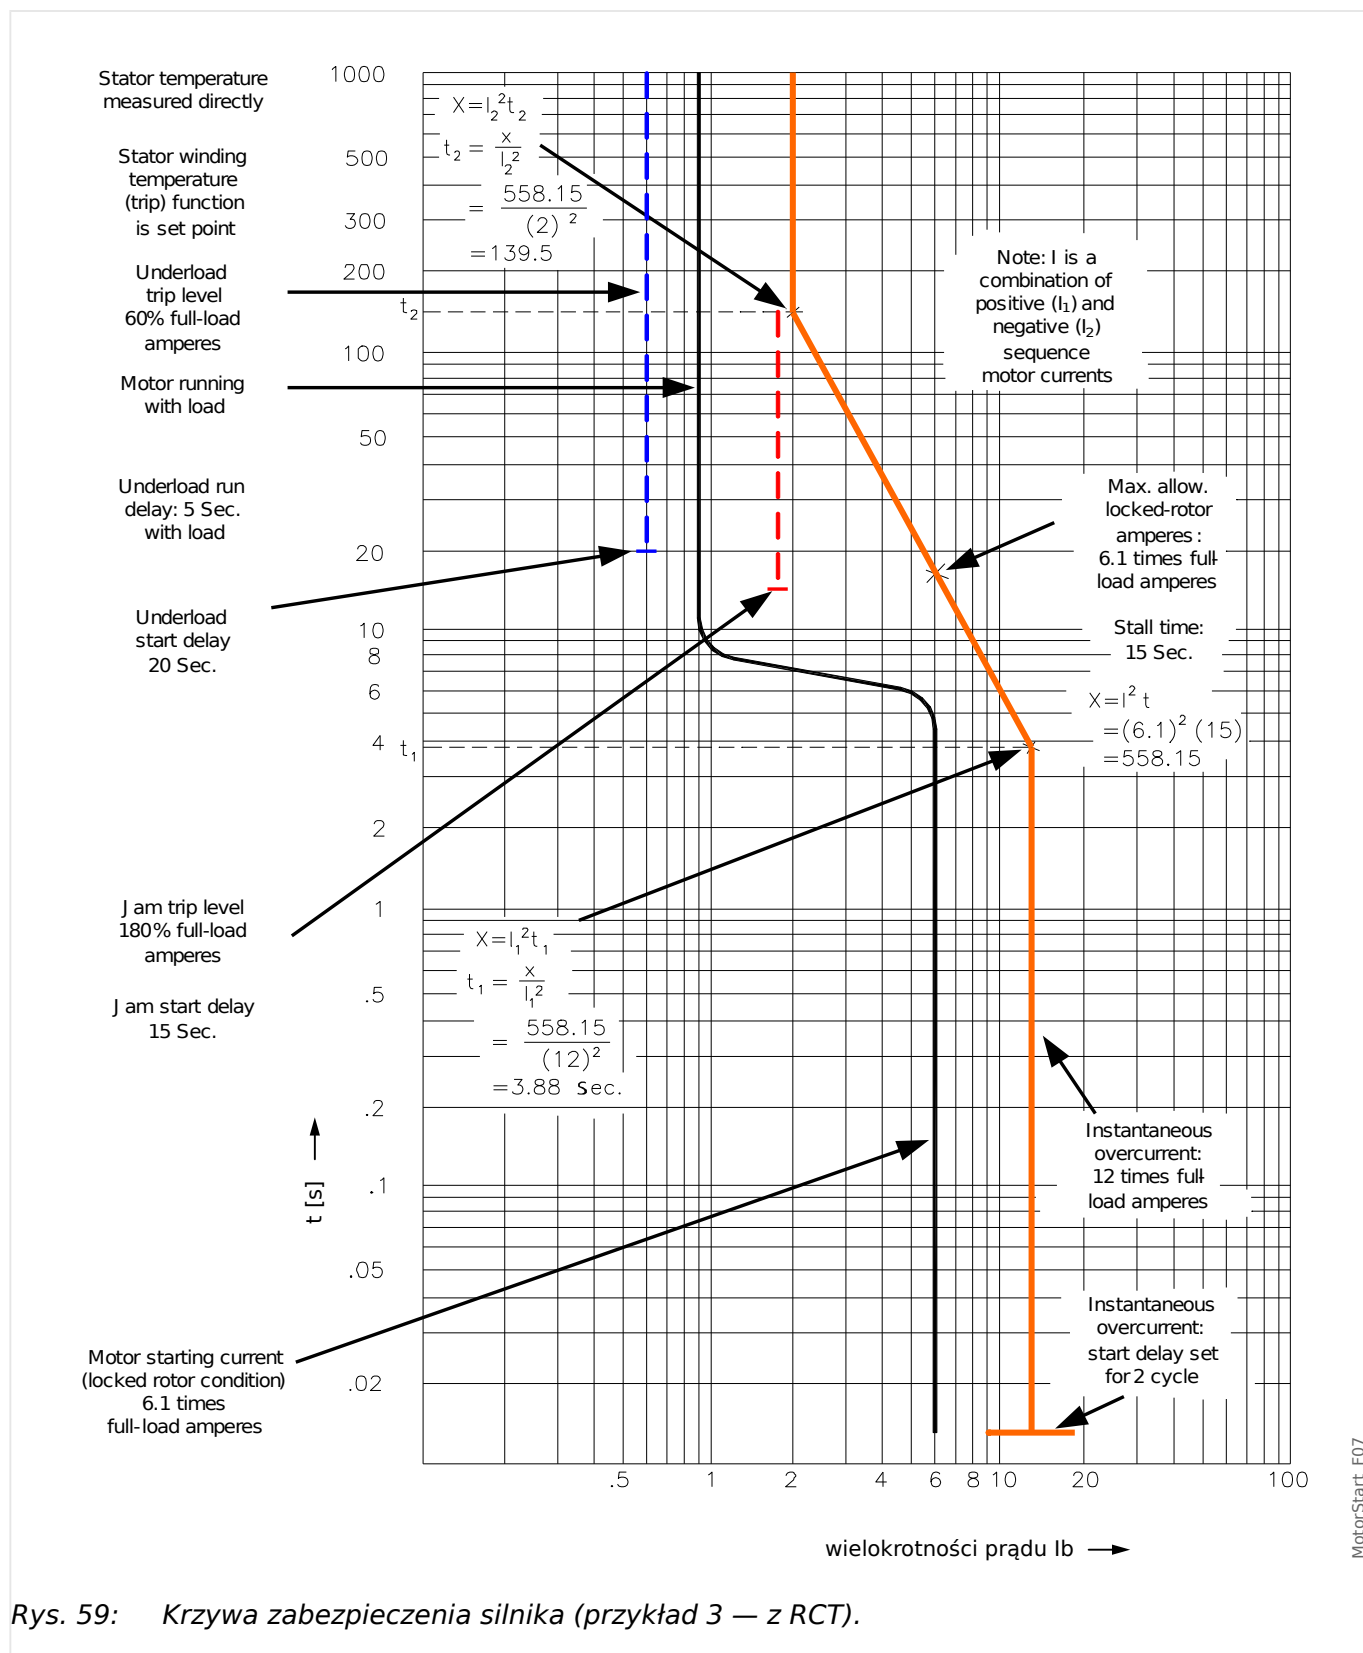 Stator temperature
measured directly
Stator winding
temperature
(trip) function
is set point
Underload
trip level
60% full-load
amperes
Motor running
with load
Underload run
delay: 5 Sec.
with load
Underload
start delay
20 Sec.
Jam trip level
180% full-load
amperes
Jam start delay
15 Sec.
Motor starting current
(locked rotor condition)
6.1 times
full-load amperes
t [s]
1000
500
300
200
t₂
100
50
20
10
8
6
4
t₁
2
1
.5
.2
.1
.05
.02
X=I₂²t₂
t₂ = x/I₂²
= 558.15/(2)²
=139.5
Note: I is a
combination of
positive (I₁) and
negative (I₂)
sequence
motor currents
Max. allow.
locked-rotor
amperes :
6.1 times full-
load amperes
Stall time:
15 Sec.
X=I² t
=(6.1)² (15)
=558.15
X=I₁²t₁
t₁ = x/I₁²
= 558.15/(12)²
=3.88 Sec.
Instantaneous
overcurrent:
12 times full-
load amperes
Instantaneous
overcurrent:
start delay set
for 2 cycle
.5 1 2 4 6 8 10 20 100
wielokrotności prądu Ib
MotorStart_F07
Rys. 59: Krzywa zabezpieczenia silnika (przykład 3 — z RCT).